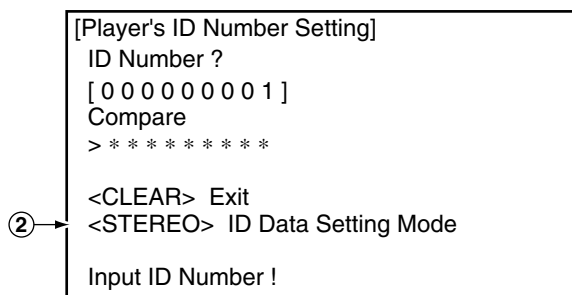 [Player's ID Number Setting]
ID Number ?
[ 0 0 0 0 0 0 0 0 1 ]
Compare
> * * * * * * * * *
<CLEAR> Exit
② <STEREO> ID Data Setting Mode
Input ID Number !